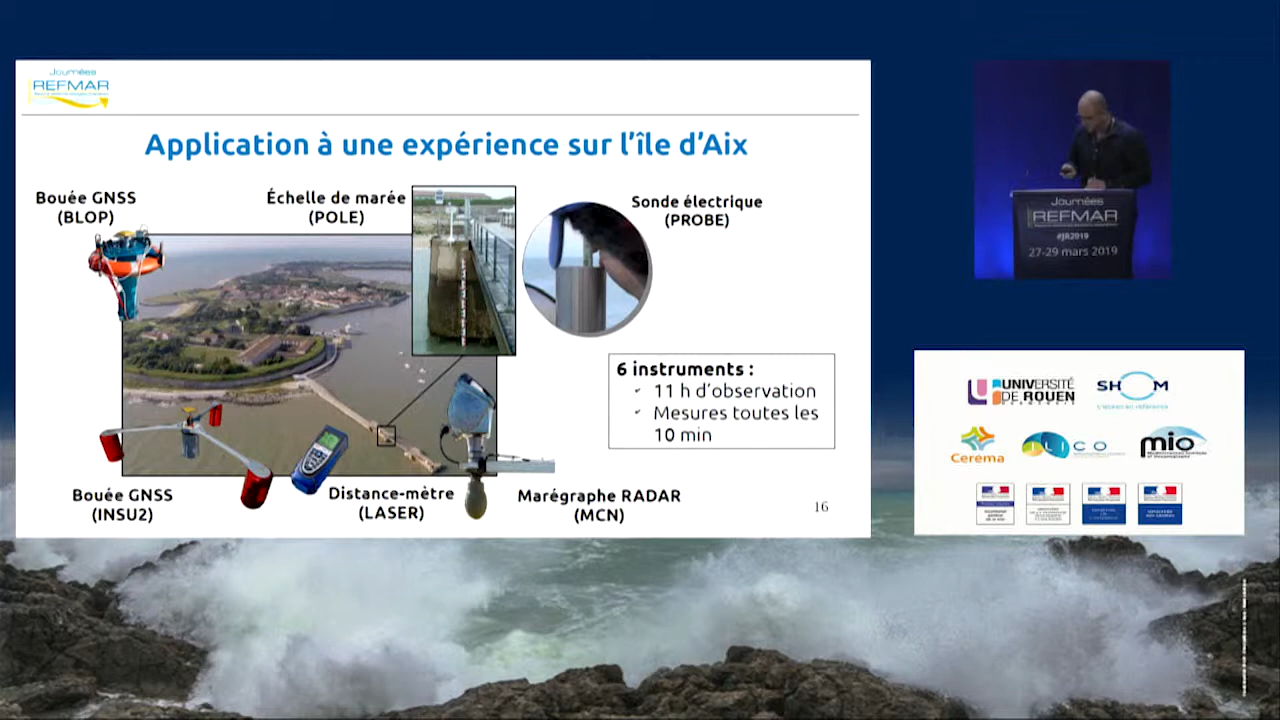 Journées
REFMAR
Application à une expérience sur l'île d'Aix
Bouée GNSS
(BLOP)
Échelle de marée
(POLE)
Sonde électrique
(PROBE)
6 instruments :
11 h d'observation
Mesures toutes les
10 min
Bouée GNSS
(INSU2)
Distance-mètre
(LASER)
Marégraphe RADAR
(MCN)
16
Journées
REFMAR
#JR2019
27-29 mars 2019
UNIVERSITÉ
DE ROUEN
SHOM
Cerema
ILICO
mio